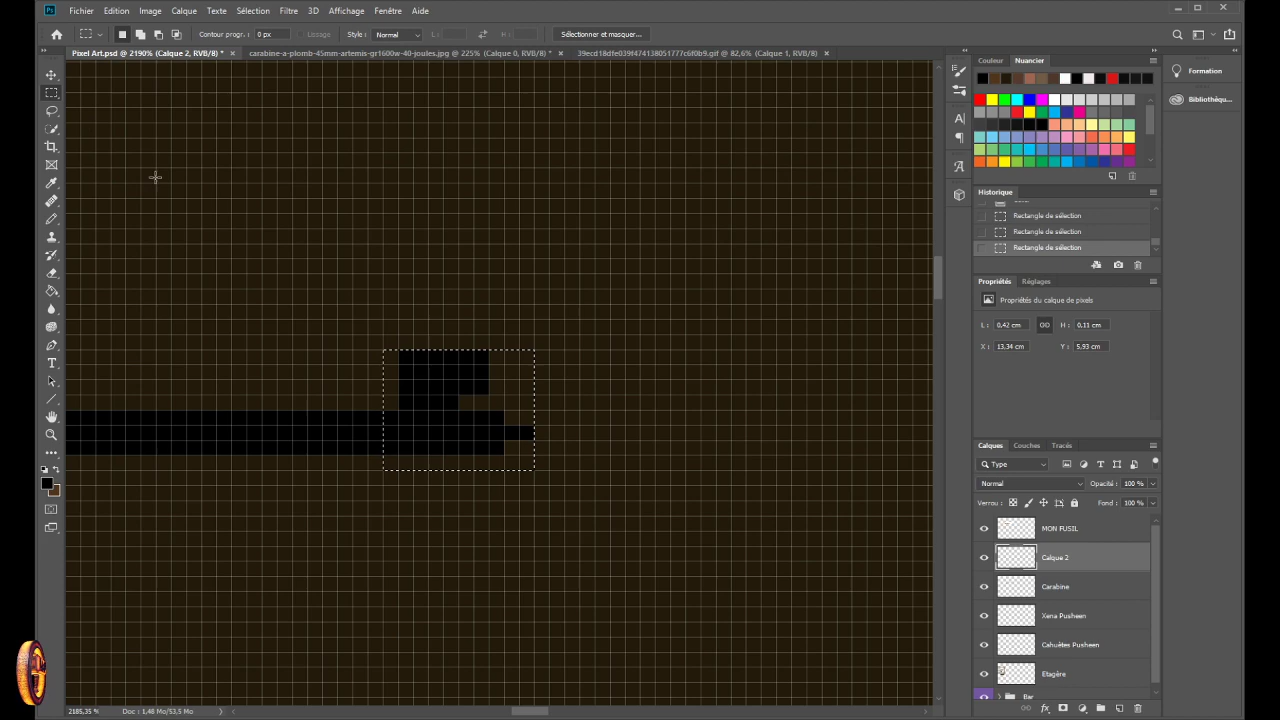 Ps Fichier Edition Image Calque Texte Sélection Filtre 3D Affichage Fenêtre Aide
Contour progr. : 0 px Style : Normal L : H : Sélectionner et masquer...
Pixel Art.psd @ 2190% (Calque 2, RVB/8) * carabine-a-plomb-45mm-artemis-gr1600w-40-joules.jpg @ 225% (Calque 0, RVB/8) * 39ecd18dfe039f474138051777c6f0b9.gif @ 82,6% (Calque 1, RVB/8)
Couleur Nuancier
Formation
Bibliothèqu...
Historique
Rectangle de sélection
Rectangle de sélection
Rectangle de sélection
Propriétés Réglages
Propriétés du calque de pixels
L : 0,42 cm H : 0,11 cm
X : 13,34 cm Y : 5,93 cm
Calques Couches Tracés
Type
Normal Opacité : 100 %
Verrou : Fond : 100 %
MON FUSIL
Calque 2
Carabine
Xena Pusheen
Cahuètes Pusheen
Etagère
Bar
2185,35 % Doc : 1,48 Mo/53,5 Mo